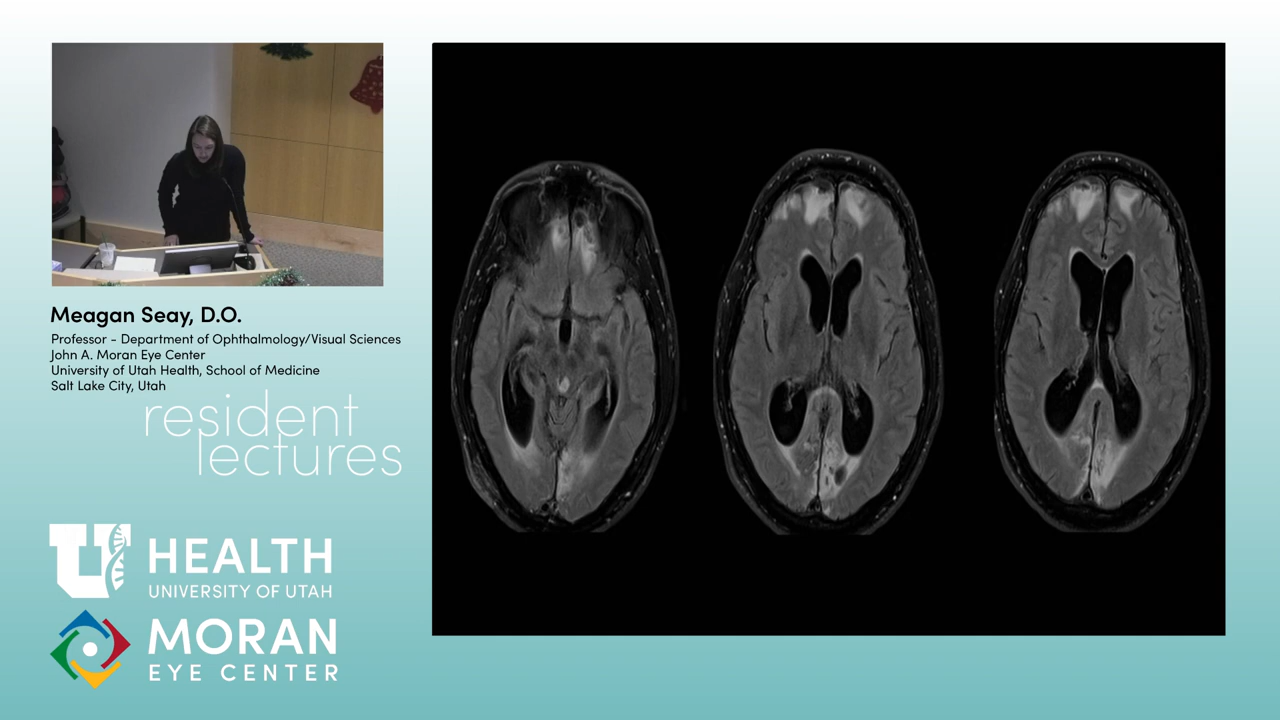 Meagan Seay, D.O.
Professor - Department of Ophthalmology/Visual Sciences
John A. Moran Eye Center
University of Utah Health, School of Medicine
Salt Lake City, Utah
resident
lectures
U HEALTH
UNIVERSITY OF UTAH
MORAN
EYE CENTER